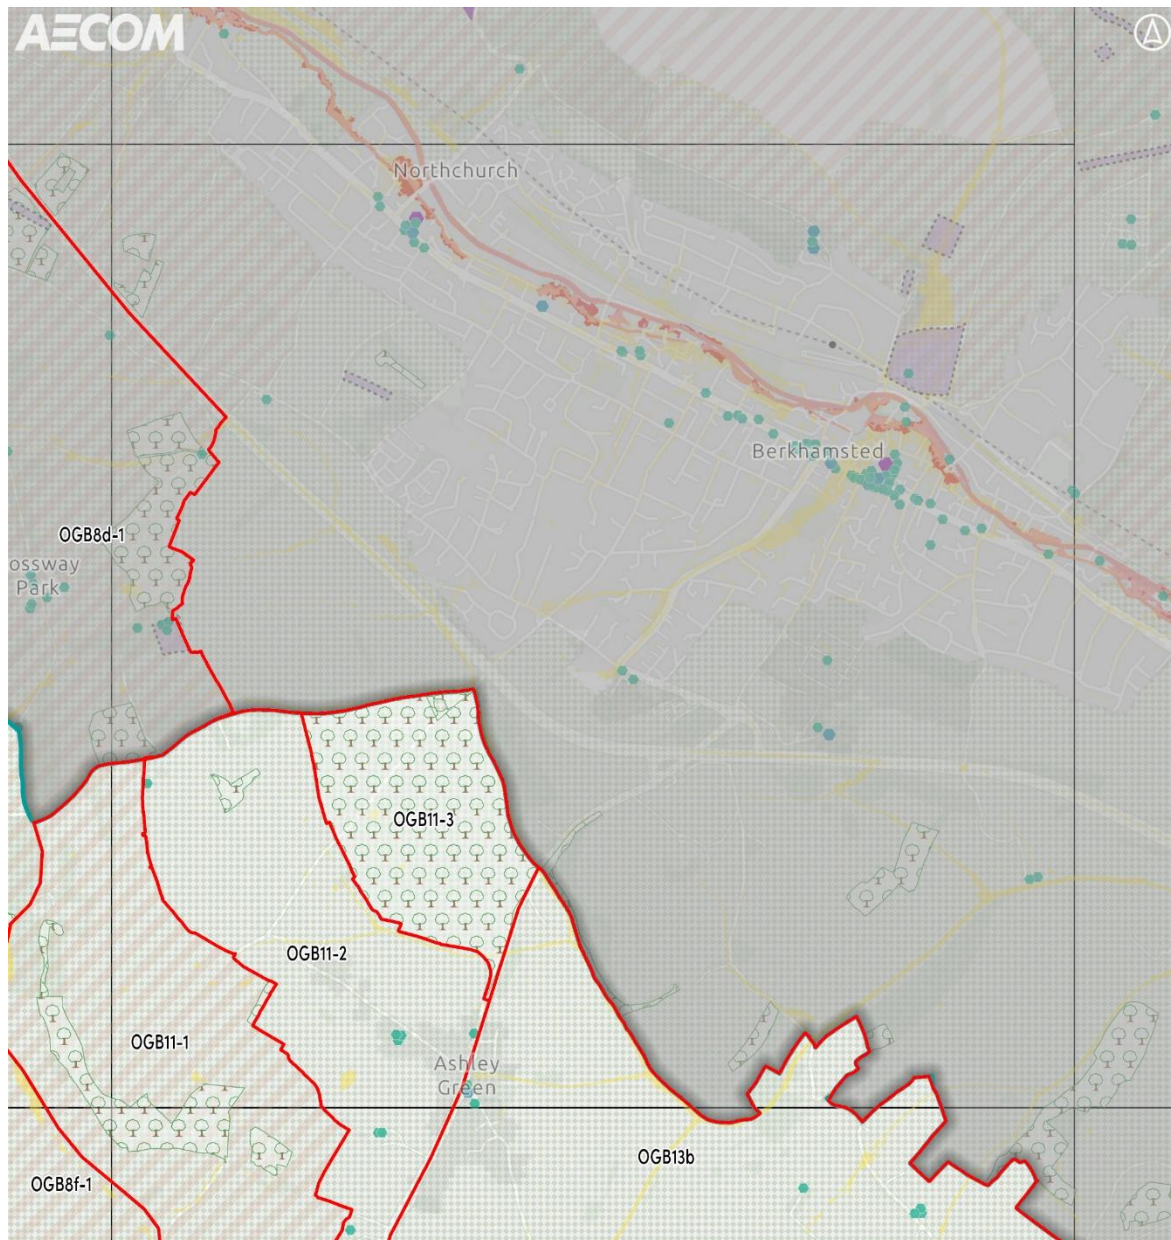 AECOM
Northchurch
Berkhamsted
OGB8d-1
ossway
Park
OGB11-3
OGB11-2
OGB11-1
Ashley
Green
OGB13b
OGB8f-1